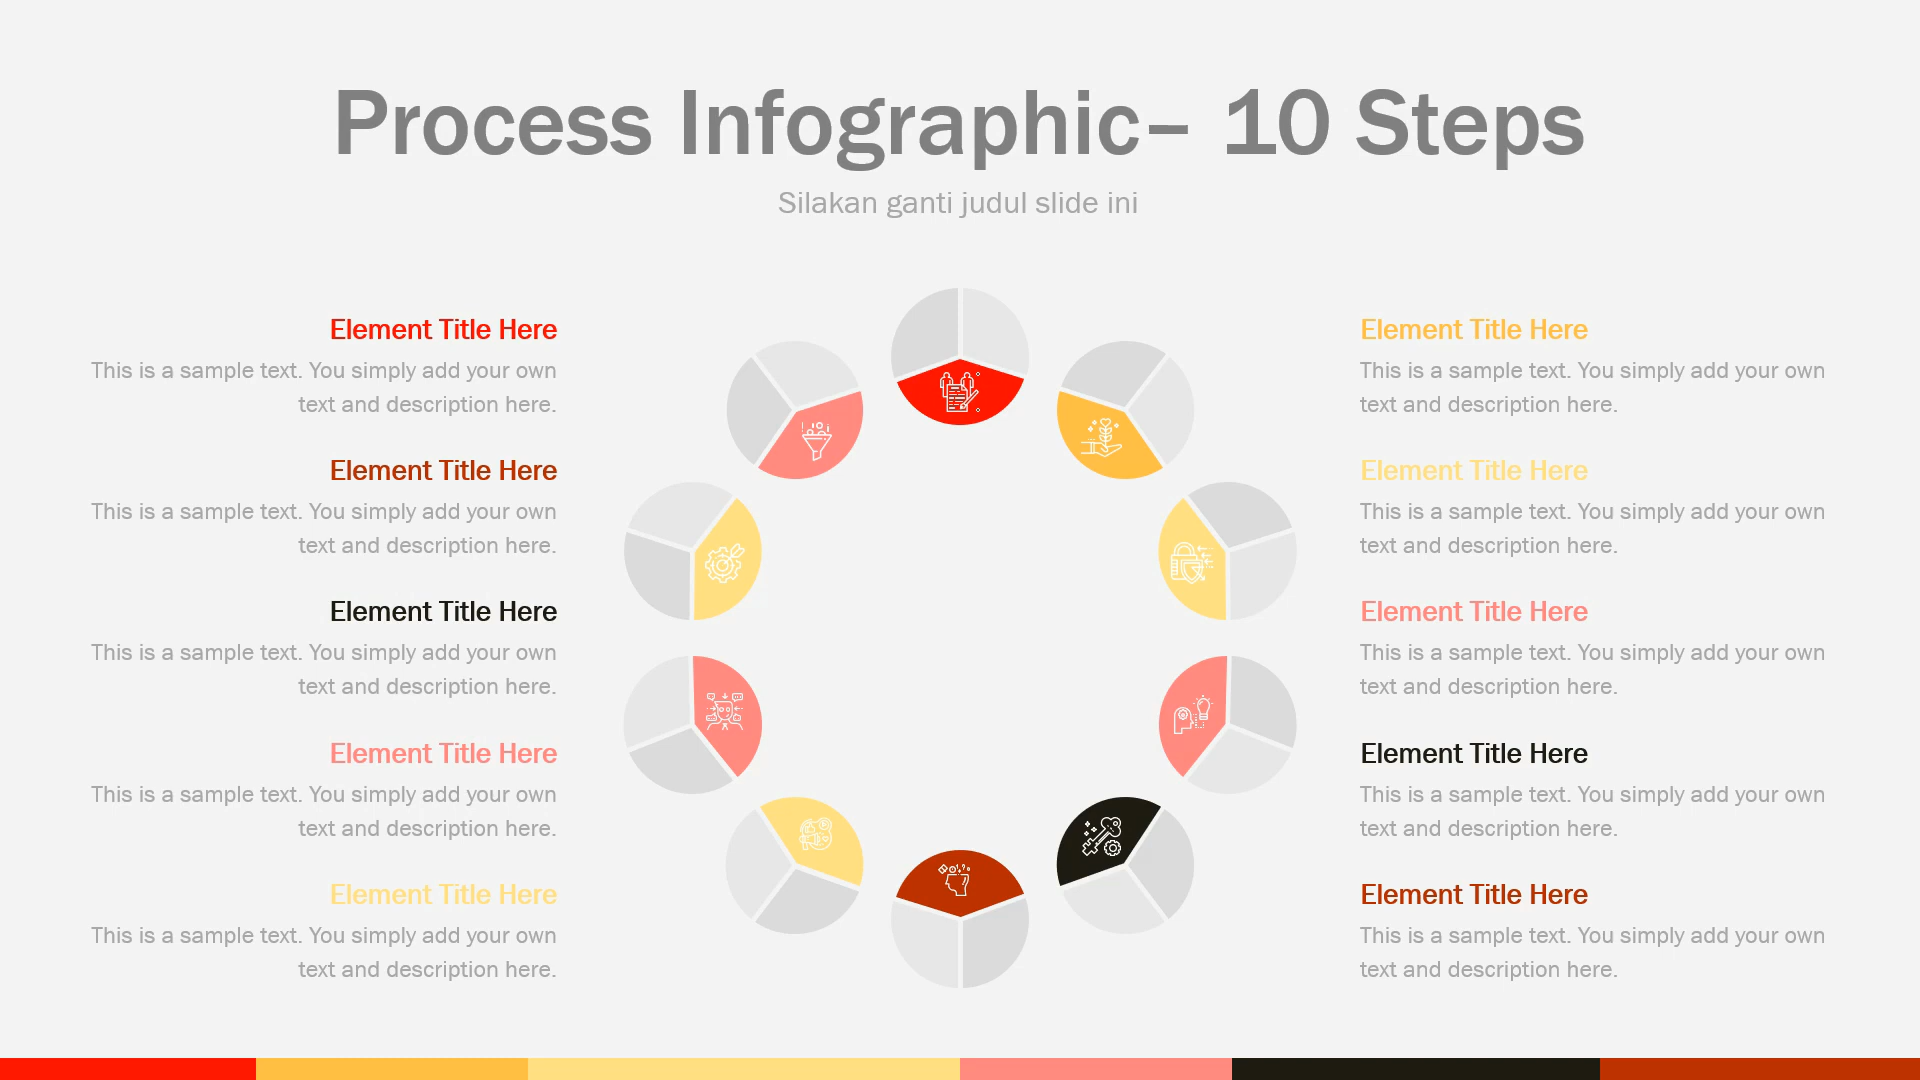 Process Infographic– 10 Steps
Silakan ganti judul slide ini
Element Title Here
This is a sample text. You simply add your own
text and description here.
Element Title Here
This is a sample text. You simply add your own
text and description here.
Element Title Here
This is a sample text. You simply add your own
text and description here.
Element Title Here
This is a sample text. You simply add your own
text and description here.
Element Title Here
This is a sample text. You simply add your own
text and description here.
Element Title Here
This is a sample text. You simply add your own
text and description here.
Element Title Here
This is a sample text. You simply add your own
text and description here.
Element Title Here
This is a sample text. You simply add your own
text and description here.
Element Title Here
This is a sample text. You simply add your own
text and description here.
Element Title Here
This is a sample text. You simply add your own
text and description here.